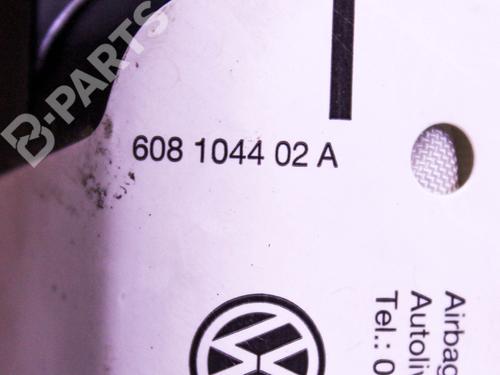 B-PARTS
608 1044 02 A
Airbag
Autoliv
Tel.: 0